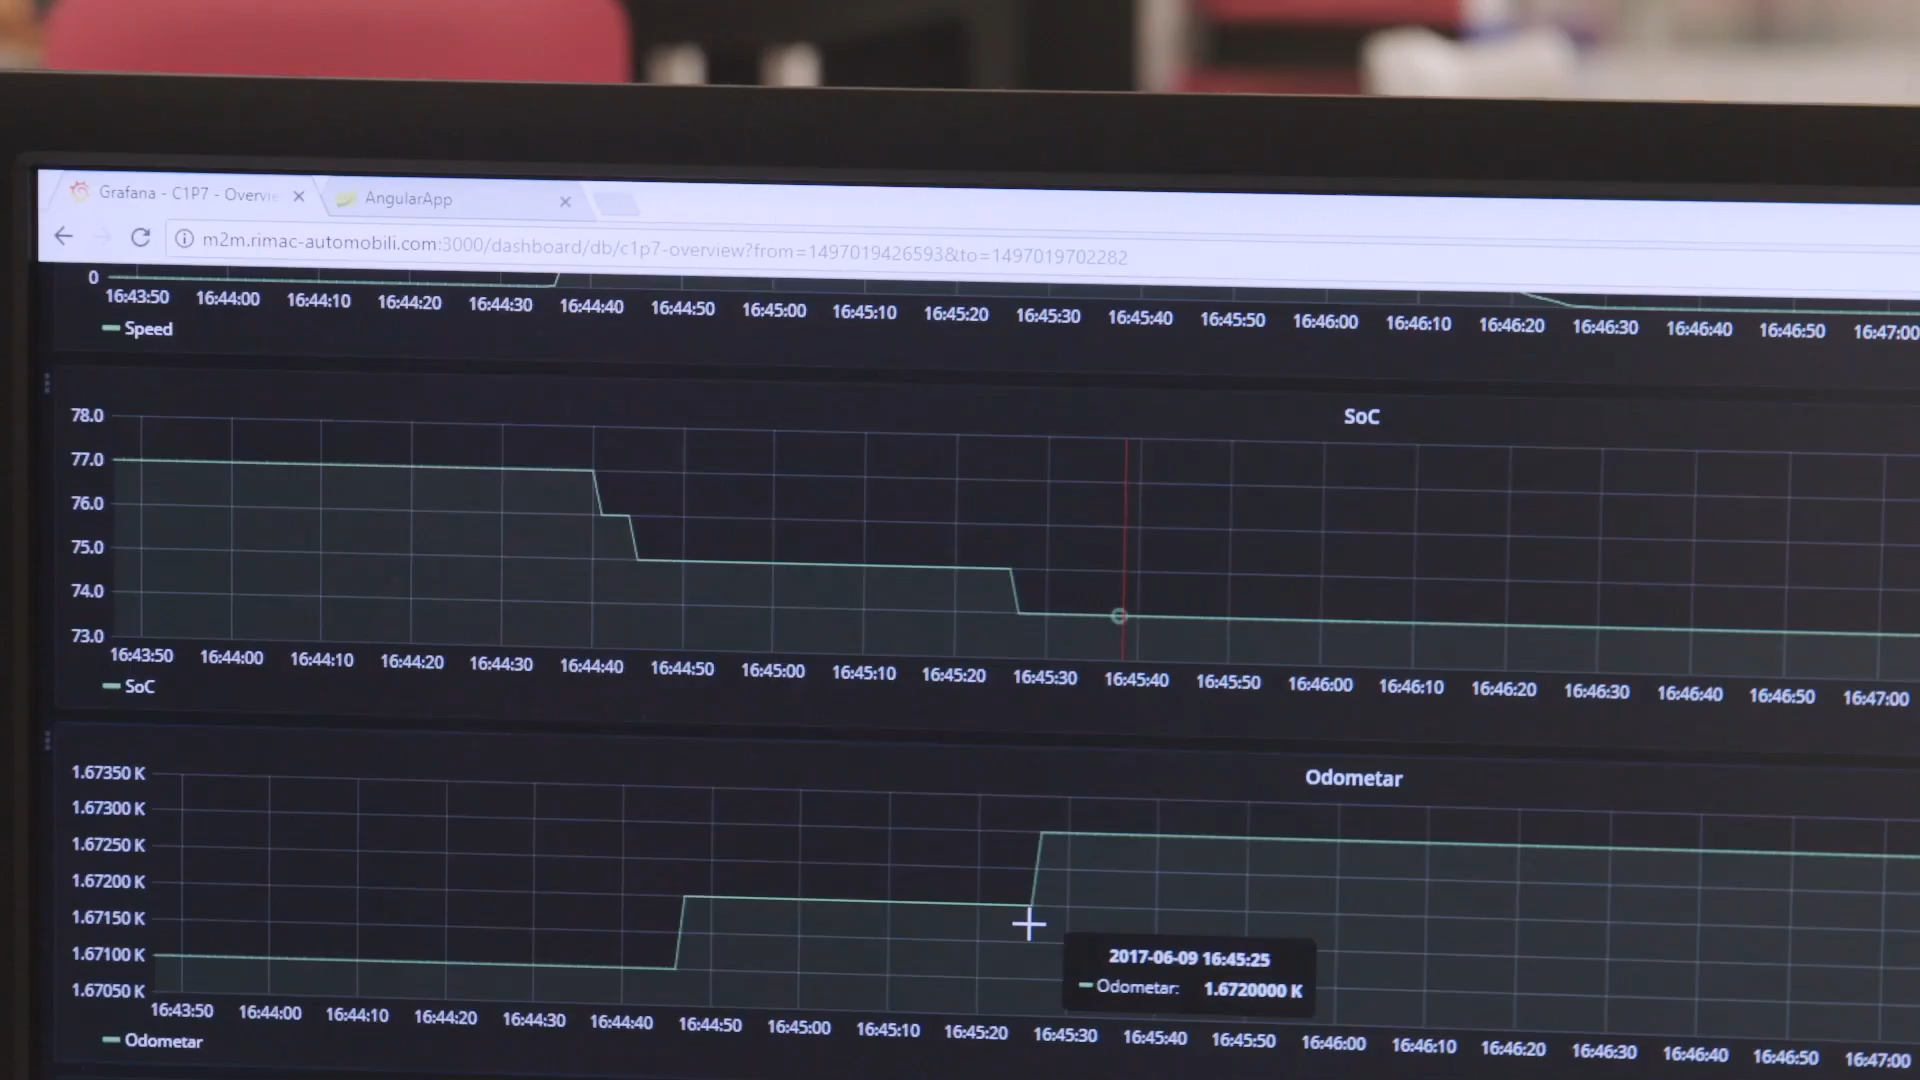 Grafana - C1P7 - Overvie
AngularApp
m2m.rimac-automobili.com:3000/dashboard/db/c1p7-overview?from=1497019426593&to=1497019702282
0
16:43:50 16:44:00 16:44:10 16:44:20 16:44:30 16:44:40 16:44:50 16:45:00 16:45:10 16:45:20 16:45:30 16:45:40 16:45:50 16:46:00 16:46:10 16:46:20 16:46:30 16:46:40 16:46:50 16:47:00
Speed
SoC
78.0
77.0
76.0
75.0
74.0
73.0
16:43:50 16:44:00 16:44:10 16:44:20 16:44:30 16:44:40 16:44:50 16:45:00 16:45:10 16:45:20 16:45:30 16:45:40 16:45:50 16:46:00 16:46:10 16:46:20 16:46:30 16:46:40 16:46:50 16:47:00
SoC
Odometar
1.67350 K
1.67300 K
1.67250 K
1.67200 K
1.67150 K
1.67100 K
1.67050 K
2017-06-09 16:45:25
Odometar: 1.6720000 K
16:43:50 16:44:00 16:44:10 16:44:20 16:44:30 16:44:40 16:44:50 16:45:00 16:45:10 16:45:20 16:45:30 16:45:40 16:45:50 16:46:00 16:46:10 16:46:20 16:46:30 16:46:40 16:46:50 16:47:00
Odometar